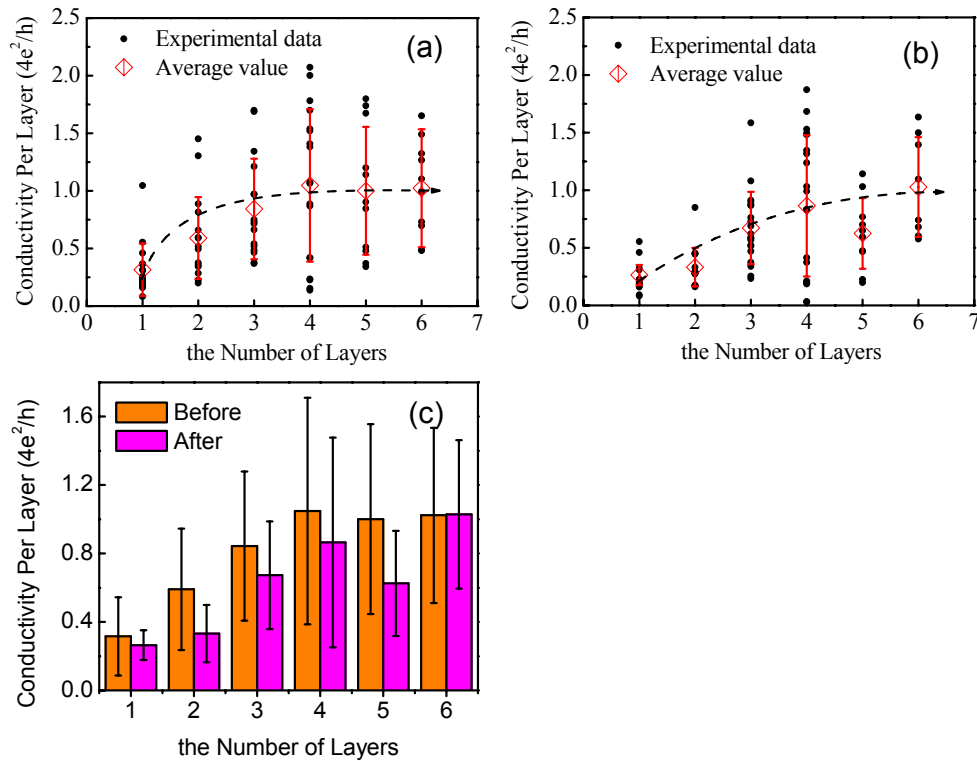 (a)
Experimental data
Average value
Conductivity Per Layer (4e²/h)
2.5
2.0
1.5
1.0
0.5
0.0
0 1 2 3 4 5 6 7
the Number of Layers
(b)
Experimental data
Average value
Conductivity Per Layer (4e²/h)
2.5
2.0
1.5
1.0
0.5
0.0
0 1 2 3 4 5 6 7
the Number of Layers
(c)
Before
After
Conductivity Per Layer (4e²/h)
1.6
1.2
0.8
0.4
0.0
1 2 3 4 5 6
the Number of Layers